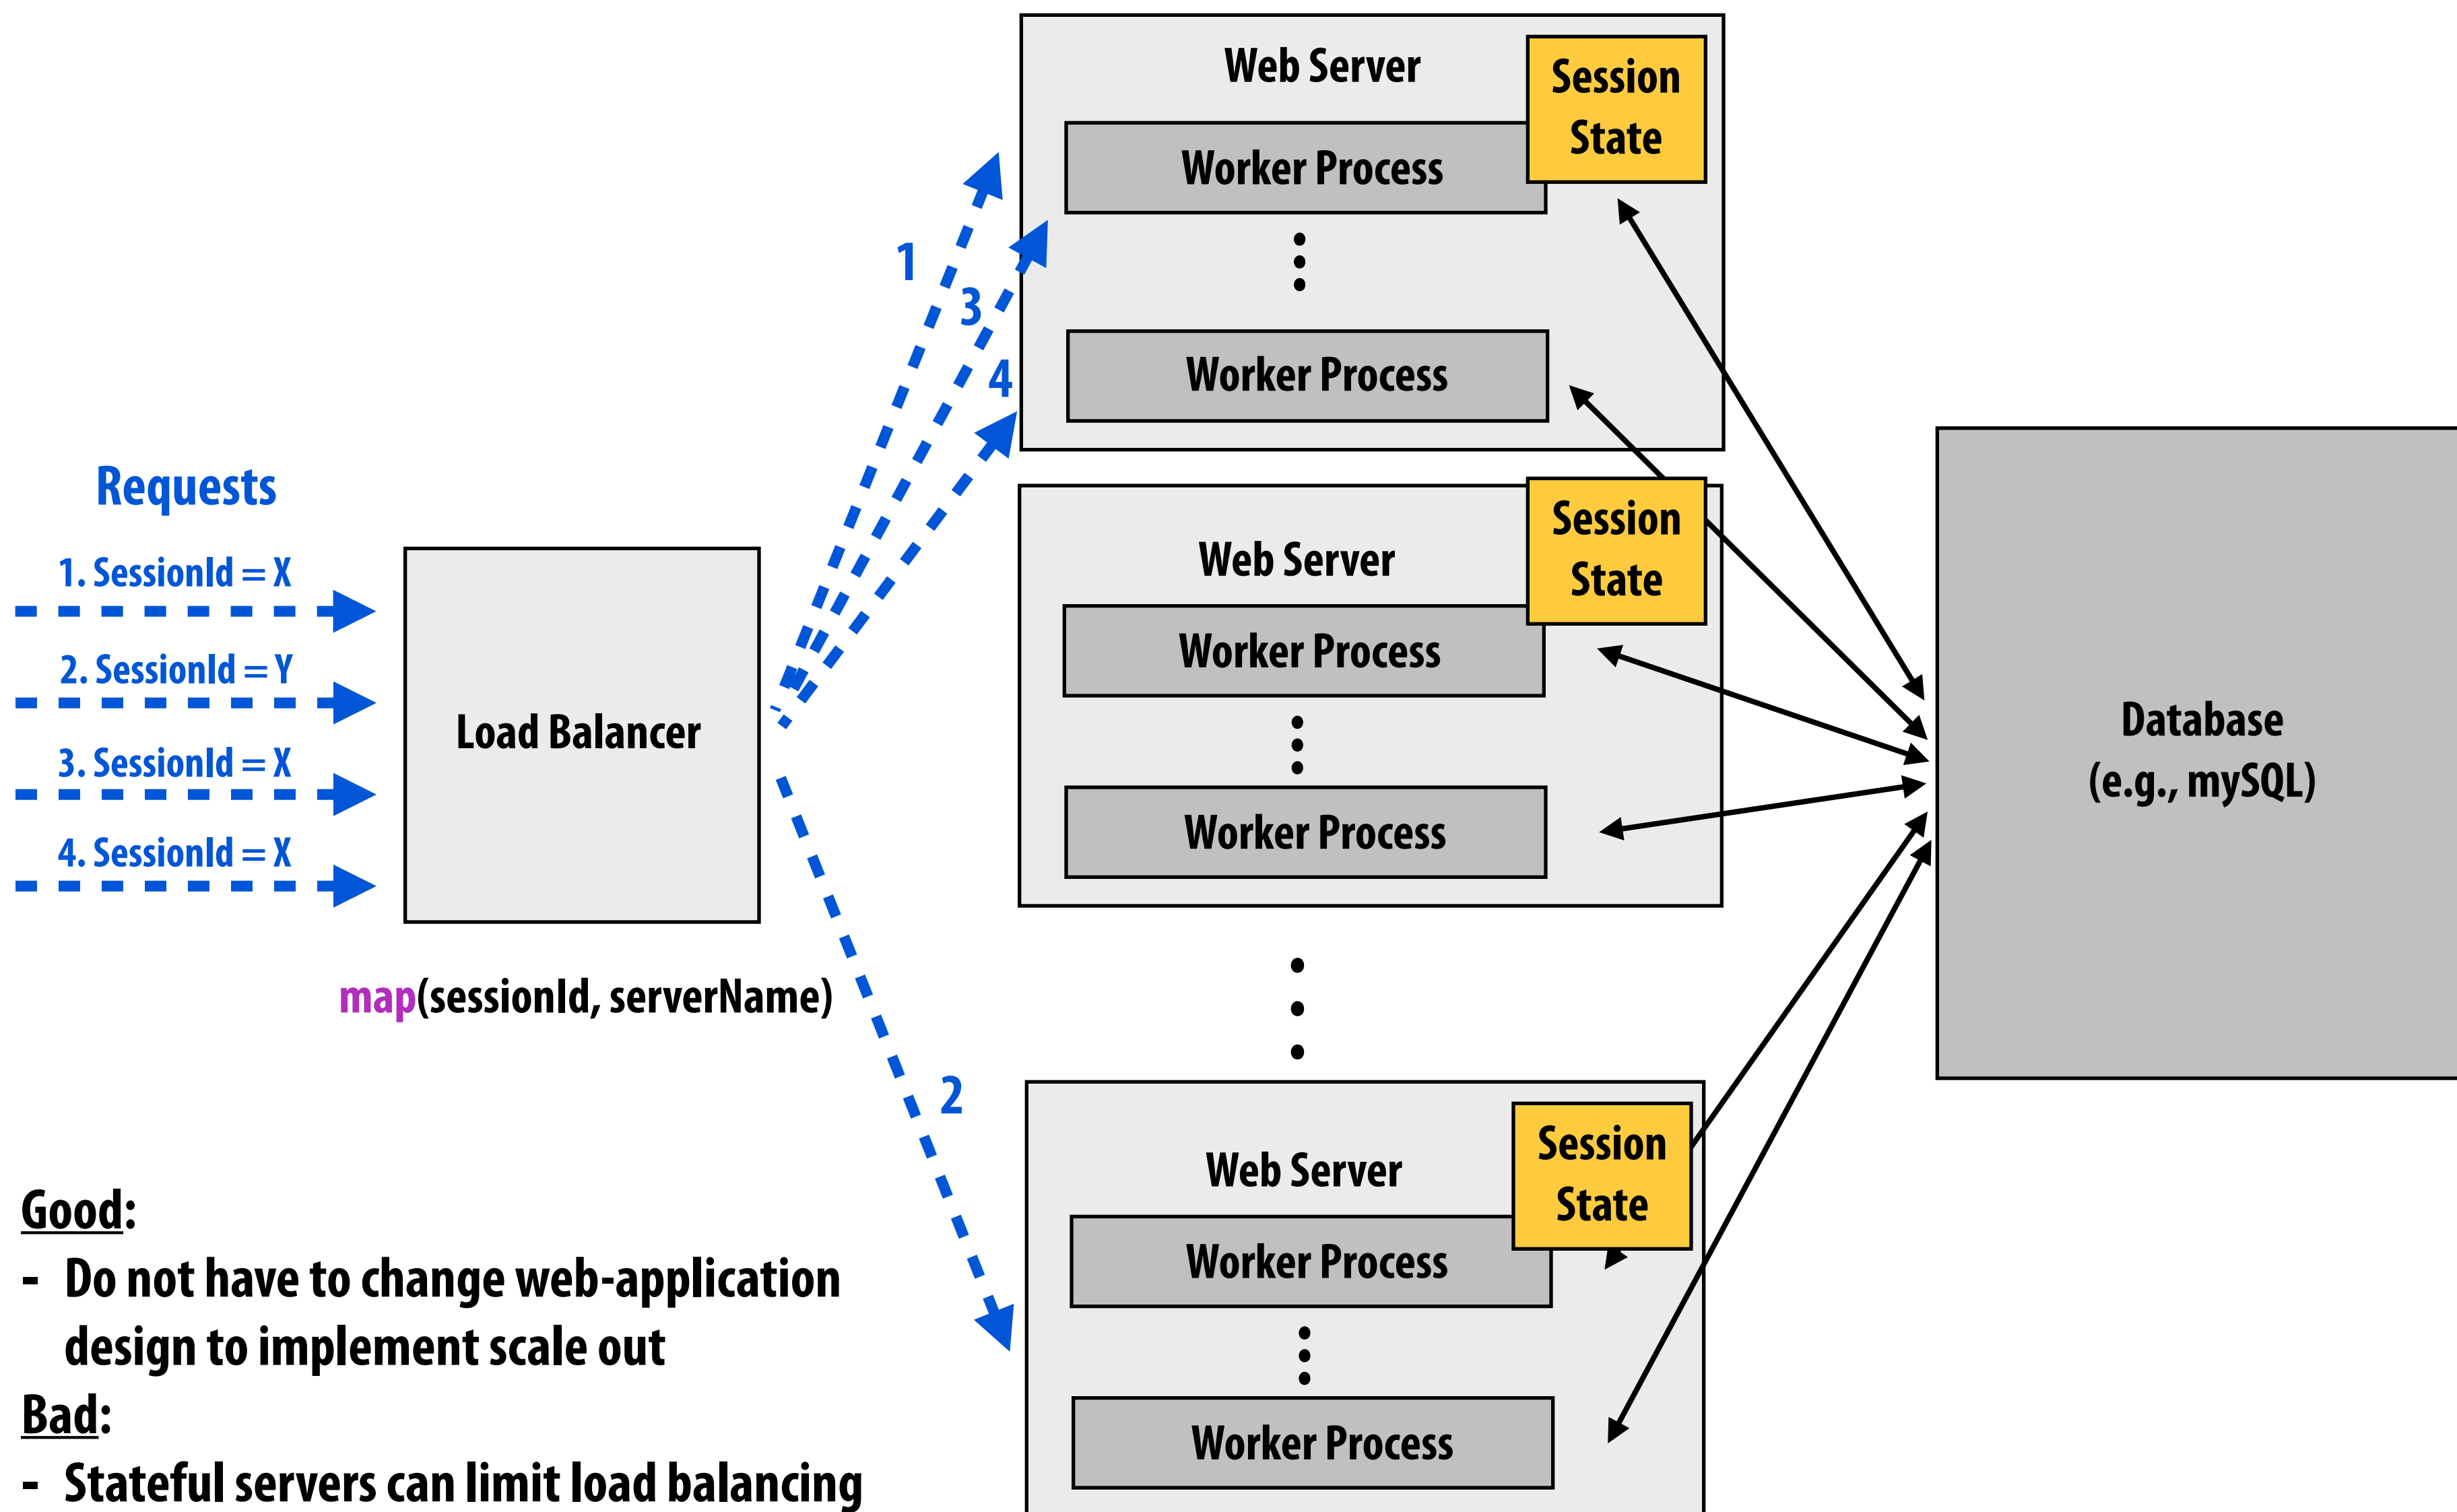 Requests
1. SessionId = X
2. SessionId = Y
3. SessionId = X
4. SessionId = X
Load Balancer
map(sessionId, serverName)
1
3
4
2
Web Server
Session
State
Worker Process
Worker Process
Web Server
Session
State
Worker Process
Worker Process
Web Server
Session
State
Worker Process
Worker Process
Database
(e.g., mySQL)
Good:
- Do not have to change web-application
design to implement scale out
Bad:
- Stateful servers can limit load balancing